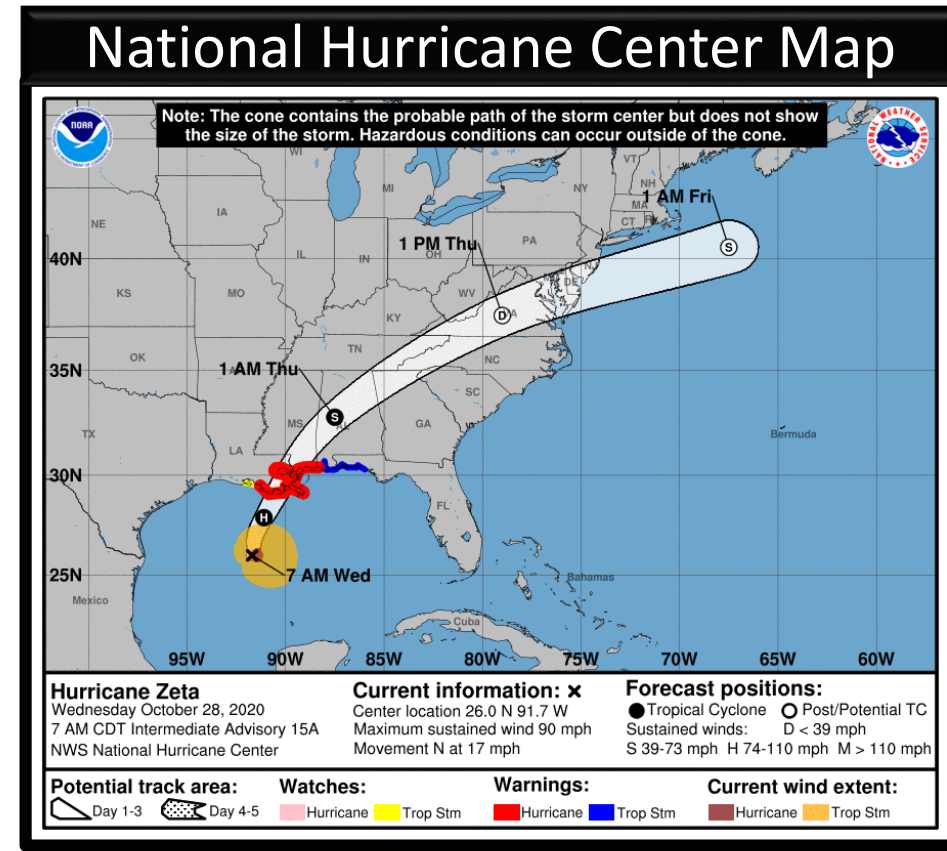 National Hurricane Center Map
NOAA
Note: The cone contains the probable path of the storm center but does not show
the size of the storm. Hazardous conditions can occur outside of the cone.
NATIONAL WEATHER SERVICE
WI
VT
NH
MI
NY
MA
1 AM Fri
NE
IA
CT
RI
1 PM Thu
PA
S
40N
IL
IN
OH
NJ
DE
KS
MO
WV
D
KY
OK
TN
NC
1 AM Thu
35N
SC
S
TX
MS
AL
GA
Bermuda
LA
30N
FL
H
25N
7 AM Wed
Bahamas
Mexico
Cuba
95W 90W 85W 80W 75W 70W 65W 60W
Hurricane Zeta
Wednesday October 28, 2020
7 AM CDT Intermediate Advisory 15A
NWS National Hurricane Center
Current information: ×
Center location 26.0 N 91.7 W
Maximum sustained wind 90 mph
Movement N at 17 mph
Forecast positions:
Tropical Cyclone Post/Potential TC
Sustained winds: D < 39 mph
S 39-73 mph H 74-110 mph M > 110 mph
Potential track area:
Day 1-3 Day 4-5
Watches:
Hurricane Trop Stm
Warnings:
Hurricane Trop Stm
Current wind extent:
Hurricane Trop Stm